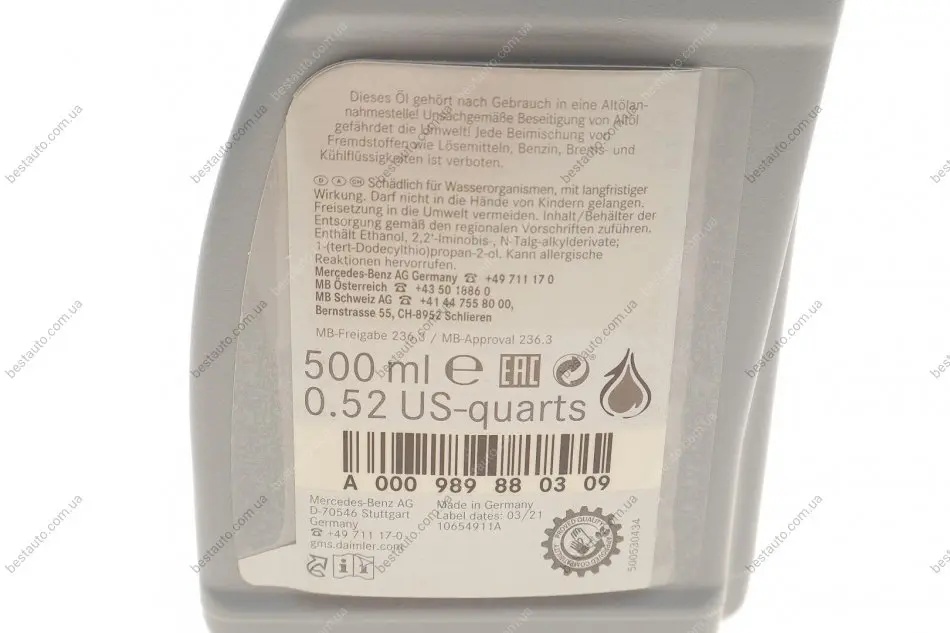 Dieses Öl gehört nach Gebrauch in eine Altölan-
nahmestelle! Unsachgemäße Beseitigung von Altöl
gefährdet die Umwelt! Jede Beimischung von
Fremdstoffen wie Lösemitteln, Benzin, Brems- und
Kühlflüssigkeiten ist verboten.
D A CH Schädlich für Wasserorganismen, mit langfristiger
Wirkung. Darf nicht in die Hände von Kindern gelangen.
Freisetzung in die Umwelt vermeiden. Inhalt/Behälter der
Entsorgung gemäß den regionalen Vorschriften zuführen.
Enthält Ethanol, 2,2'-Iminobis-, N-Talg-alkylderivate;
1-(tert-Dodecylthio)propan-2-ol. Kann allergische
Reaktionen hervorrufen.
Mercedes-Benz AG Germany ☎ +49 711 17 0
MB Österreich ☎ +43 50 1886 0
MB Schweiz AG ☎ +41 44 755 80 00,
Bernstrasse 55, CH-8952 Schlieren
MB-Freigabe 236.3 / MB-Approval 236.3
500 ml ℮ EAC
0.52 US-quarts
A 000 989 88 03 09
Mercedes-Benz AG
D-70546 Stuttgart
Germany
☎ +49 711 17-0
gms.daimler.com
Made in Germany
Label dates: 03/21
10654911A
PROVED QUALITY
500530434
bestauto.com.ua